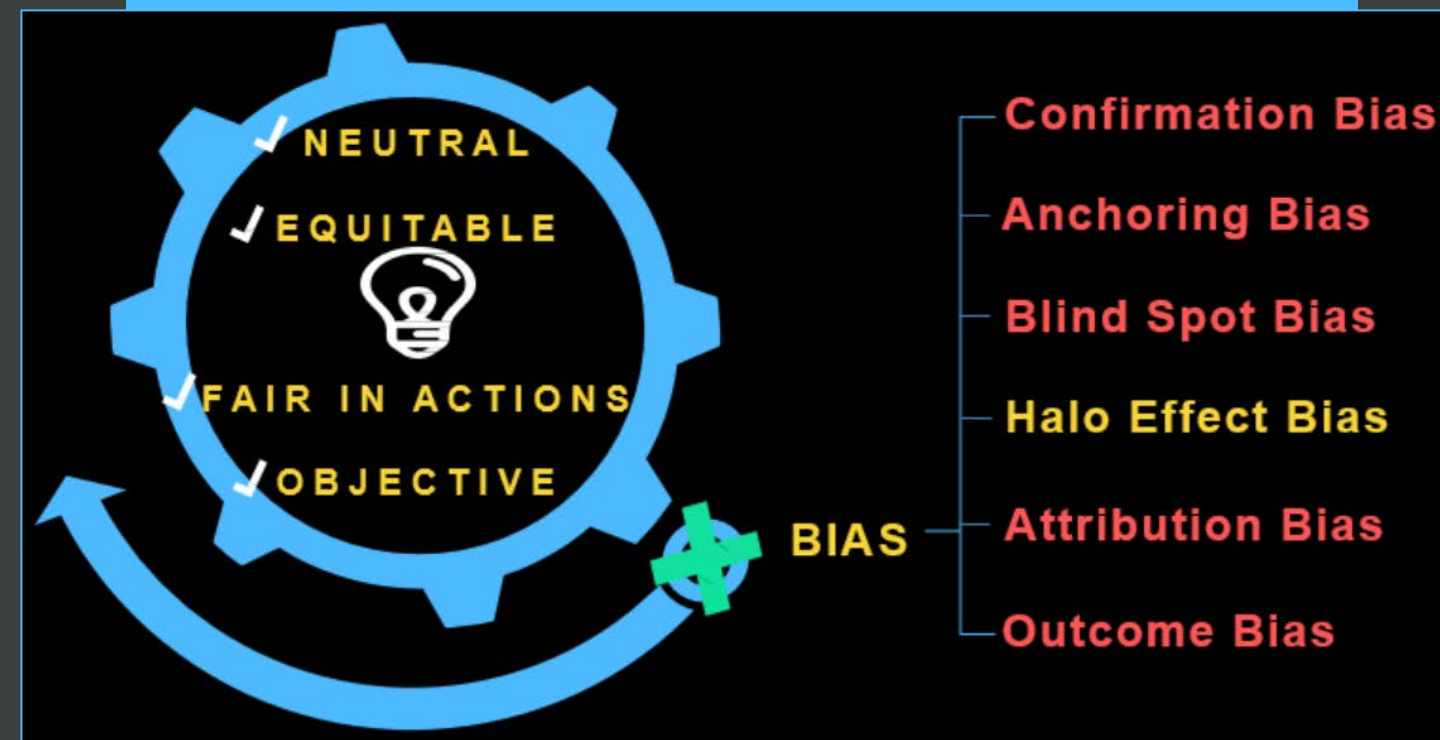 NEUTRAL
EQUITABLE
FAIR IN ACTIONS
OBJECTIVE
BIAS
Confirmation Bias
Anchoring Bias
Blind Spot Bias
Halo Effect Bias
Attribution Bias
Outcome Bias